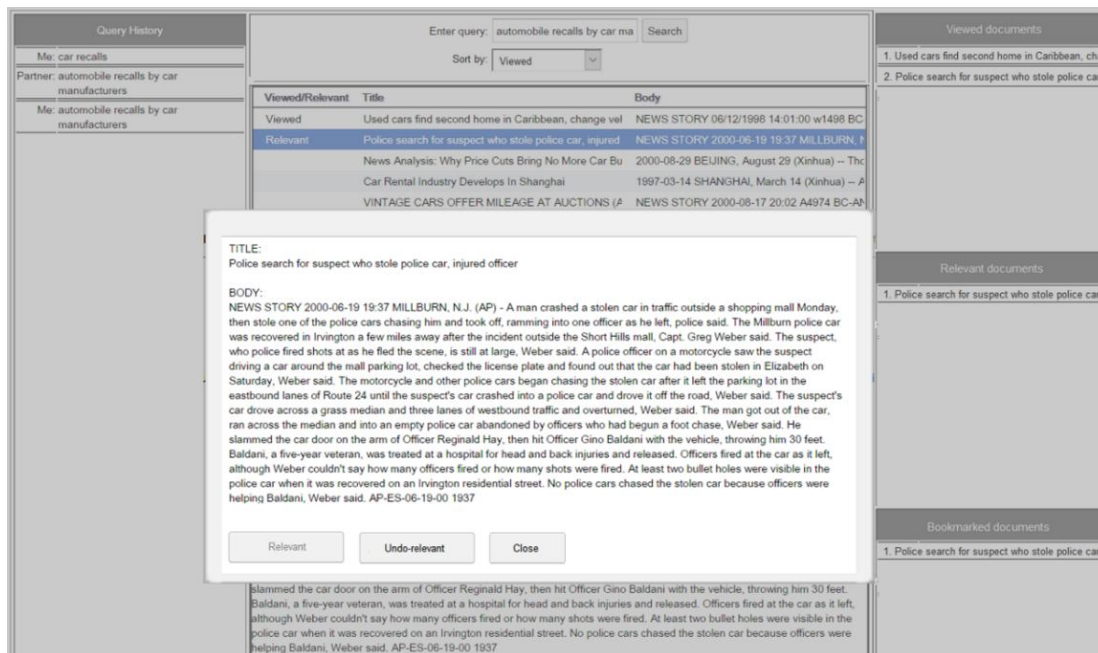 Query History
Me: car recalls
Partner: automobile recalls by car
manufacturers
Me: automobile recalls by car
manufacturers
Enter query: automobile recalls by car ma Search
Sort by: Viewed
Viewed/Relevant Title Body
Viewed Used cars find second home in Caribbean, change vel NEWS STORY 06/12/1998 14:01:00 w1498 BC-
Relevant Police search for suspect who stole police car, injured NEWS STORY 2000-06-19 19:37 MILLBURN, N
News Analysis: Why Price Cuts Bring No More Car Bu 2000-08-29 BEIJING, August 29 (Xinhua) -- Tho
Car Rental Industry Develops In Shanghai 1997-03-14 SHANGHAI, March 14 (Xinhua) -- A
VINTAGE CARS OFFER MILEAGE AT AUCTIONS (A NEWS STORY 2000-08-17 20:02 A4974 BC-AN
Viewed documents
1. Used cars find second home in Caribbean, ch
2. Police search for suspect who stole police ca
Relevant documents
1. Police search for suspect who stole police car
Bookmarked documents
1. Police search for suspect who stole police car
TITLE:
Police search for suspect who stole police car, injured officer
BODY:
NEWS STORY 2000-06-19 19:37 MILLBURN, N.J. (AP) - A man crashed a stolen car in traffic outside a shopping mall Monday,
then stole one of the police cars chasing him and took off, ramming into one officer as he left, police said. The Millburn police car
was recovered in Irvington a few miles away after the incident outside the Short Hills mall, Capt. Greg Weber said. The suspect,
who police fired shots at as he fled the scene, is still at large, Weber said. A police officer on a motorcycle saw the suspect
driving a car around the mall parking lot, checked the license plate and found out that the car had been stolen in Elizabeth on
Saturday, Weber said. The motorcycle and other police cars began chasing the stolen car after it left the parking lot in the
eastbound lanes of Route 24 until the suspect's car crashed into a police car and drove it off the road, Weber said. The suspect's
car drove across a grass median and three lanes of westbound traffic and overturned, Weber said. The man got out of the car,
ran across the median and into an empty police car abandoned by officers who had begun a foot chase, Weber said. He
slammed the car door on the arm of Officer Reginald Hay, then hit Officer Gino Baldani with the vehicle, throwing him 30 feet.
Baldani, a five-year veteran, was treated at a hospital for head and back injuries and released. Officers fired at the car as it left,
although Weber couldn't say how many officers fired or how many shots were fired. At least two bullet holes were visible in the
police car when it was recovered on an Irvington residential street. No police cars chased the stolen car because officers were
helping Baldani, Weber said. AP-ES-06-19-00 1937
Relevant Undo-relevant Close
slammed the car door on the arm of Officer Reginald Hay, then hit Officer Gino Baldani with the vehicle, throwing him 30 feet.
Baldani, a five-year veteran, was treated at a hospital for head and back injuries and released. Officers fired at the car as it left,
although Weber couldn't say how many officers fired or how many shots were fired. At least two bullet holes were visible in the
police car when it was recovered on an Irvington residential street. No police cars chased the stolen car because officers were
helping Baldani, Weber said. AP-ES-06-19-00 1937